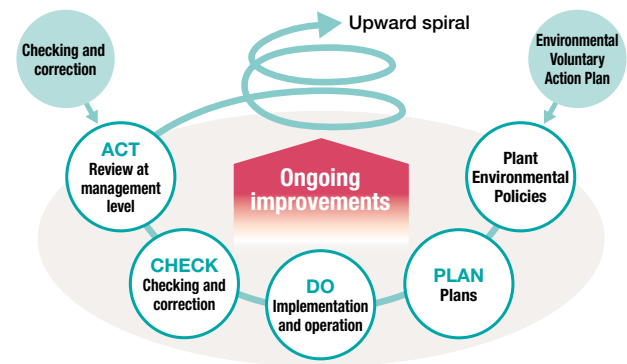 Upward spiral
Checking and
correction
Environmental
Voluntary
Action Plan
ACT
Review at
management
level
Ongoing
improvements
Plant
Environmental
Policies
CHECK
Checking and
correction
DO
Implementation
and operation
PLAN
Plans